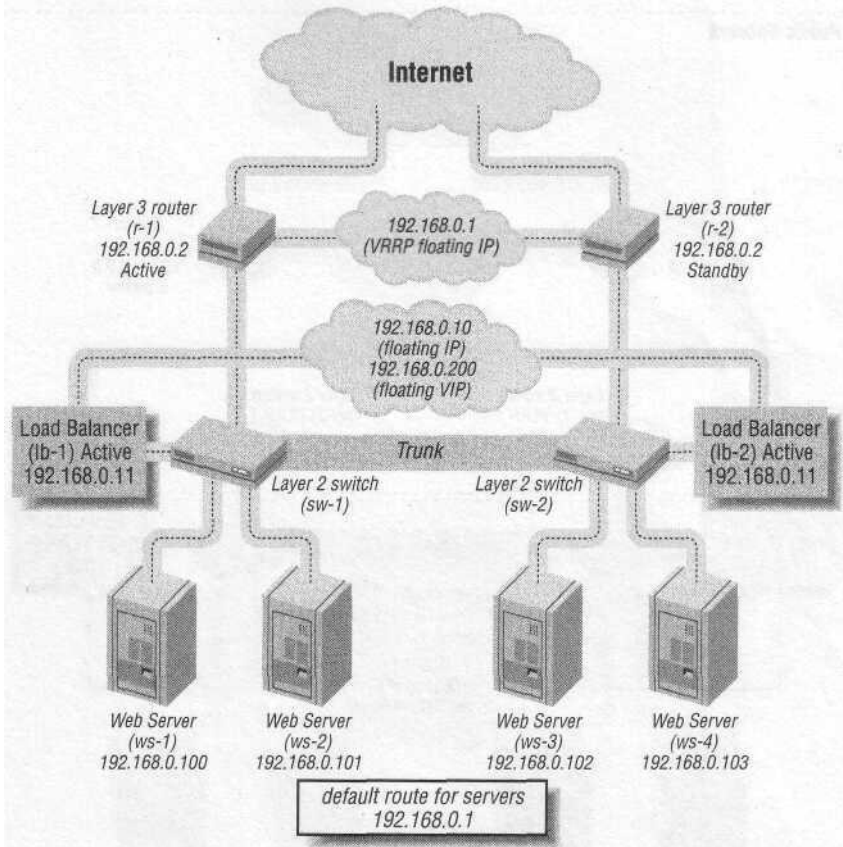 Internet
Layer 3 router
(r-1)
192.168.0.2
Active
192.168.0.1
(VRRP floating IP)
Layer 3 router
(r-2)
192.168.0.2
Standby
192.168.0.10
(floating IP)
192.168.0.200
(floating VIP)
Load Balancer
(lb-1) Active
192.168.0.11
Trunk
Load Balancer
(lb-2) Active
192.168.0.11
Layer 2 switch
(sw-1)
Layer 2 switch
(sw-2)
Web Server
(ws-1)
192.168.0.100
Web Server
(ws-2)
192.168.0.101
Web Server
(ws-3)
192.168.0.102
Web Server
(ws-4)
192.168.0.103
default route for servers
192.168.0.1